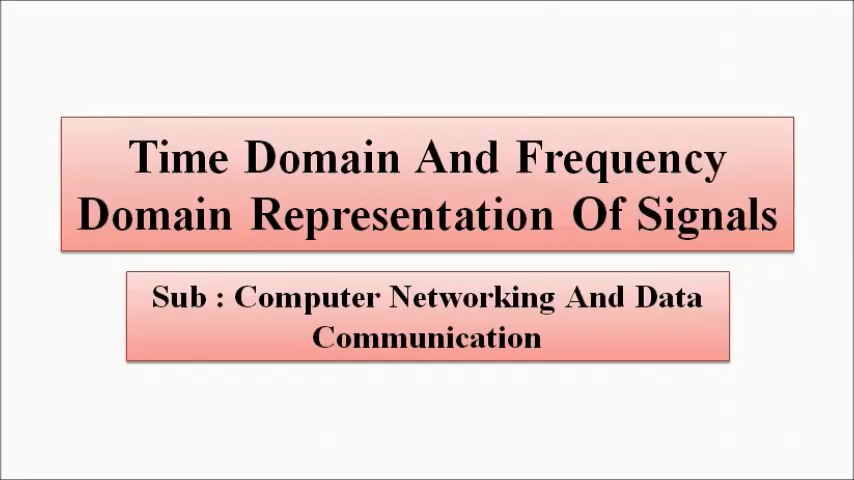 Time Domain And Frequency
Domain Representation Of Signals
Sub : Computer Networking And Data
Communication